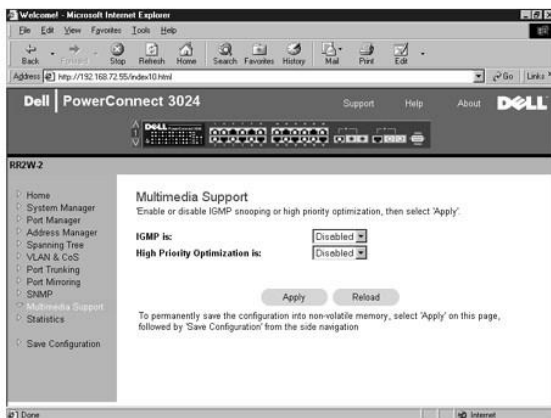 Welcome! - Microsoft Internet Explorer
File Edit View Favorites Tools Help
Back Forward Stop Refresh Home Search Favorites History Mail Print Edit
Address http://192.168.72.95/index10.html Go Links
Dell PowerConnect 3024 Support Help About DELL
DELL
RR2W-2
Home
System Manager
Port Manager
Address Manager
Spanning Tree
VLAN & CoS
Port Trunking
Port Mirroring
SNMP
Multimedia Support
Statistics
Save Configuration
Multimedia Support
'Enable or disable IGMP snooping or high priority optimization, then select 'Apply'.
IGMP is: Disabled
High Priority Optimization is: Disabled
Apply Reload
To permanently save the configuration into non-volatile memory, select 'Apply' on this page,
followed by 'Save Configuration' from the side navigation
Done Internet